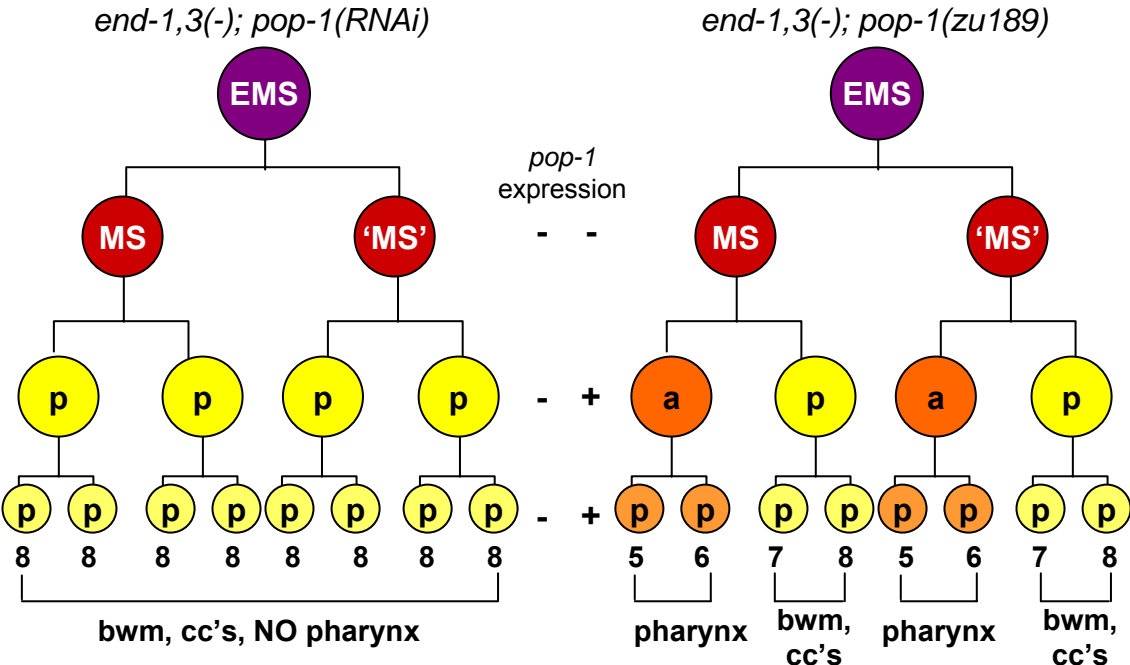 end-1,3(-); pop-1(RNAi) end-1,3(-); pop-1(zu189)
EMS EMS
pop-1
expression
MS ‘MS’ - - MS ‘MS’
p p p p - + a p a p
p p p p p p p p - + p p p p p p p p
8 8 8 8 8 8 8 8 5 6 7 8 5 6 7 8
bwm, cc's, NO pharynx pharynx bwm, cc's pharynx bwm, cc's